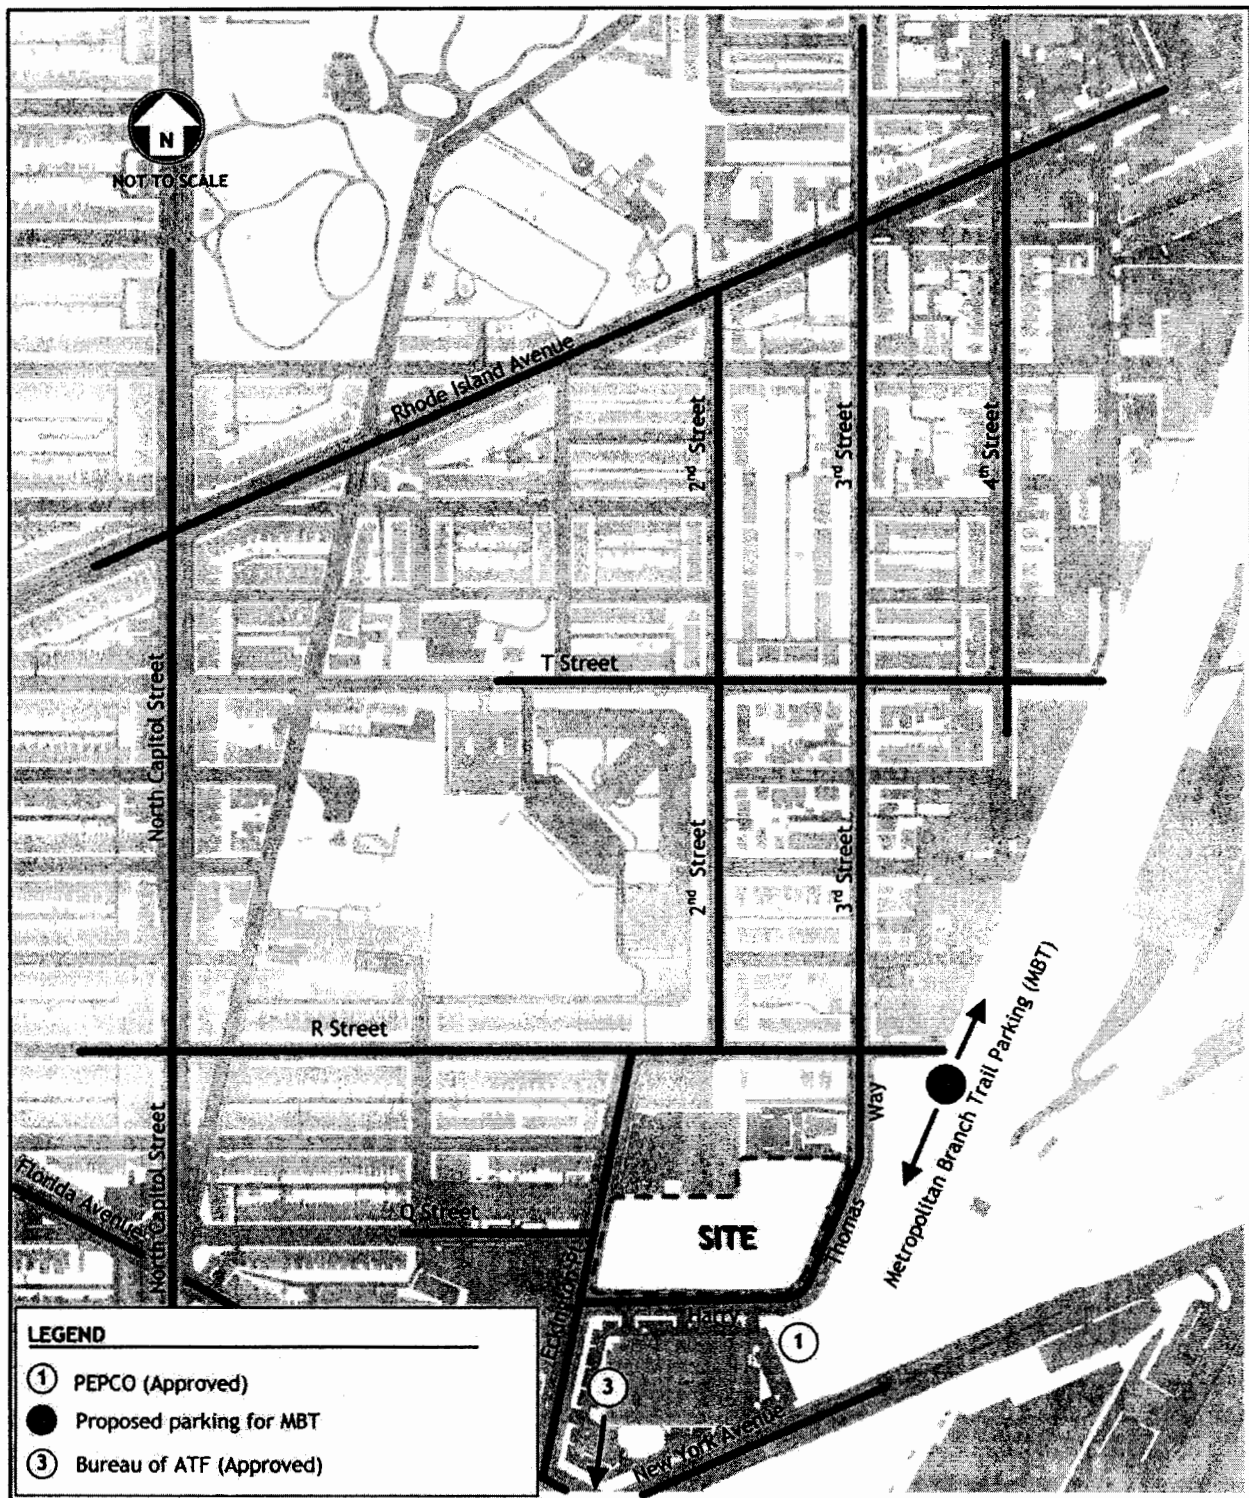 N
NOT TO SCALE
Rhode Island Avenue
2nd Street
3rd Street
4th Street
T Street
North Capitol Street
2nd Street
3rd Street
R Street
Way
Metropolitan Branch Trail Parking (MBT)
North Capitol Street
Florida Avenue
Q Street
SITE
Thomas
Eckington Pl
Harry
1
3
New York Avenue
LEGEND
1 PEPCO (Approved)
Proposed parking for MBT
3 Bureau of ATF (Approved)